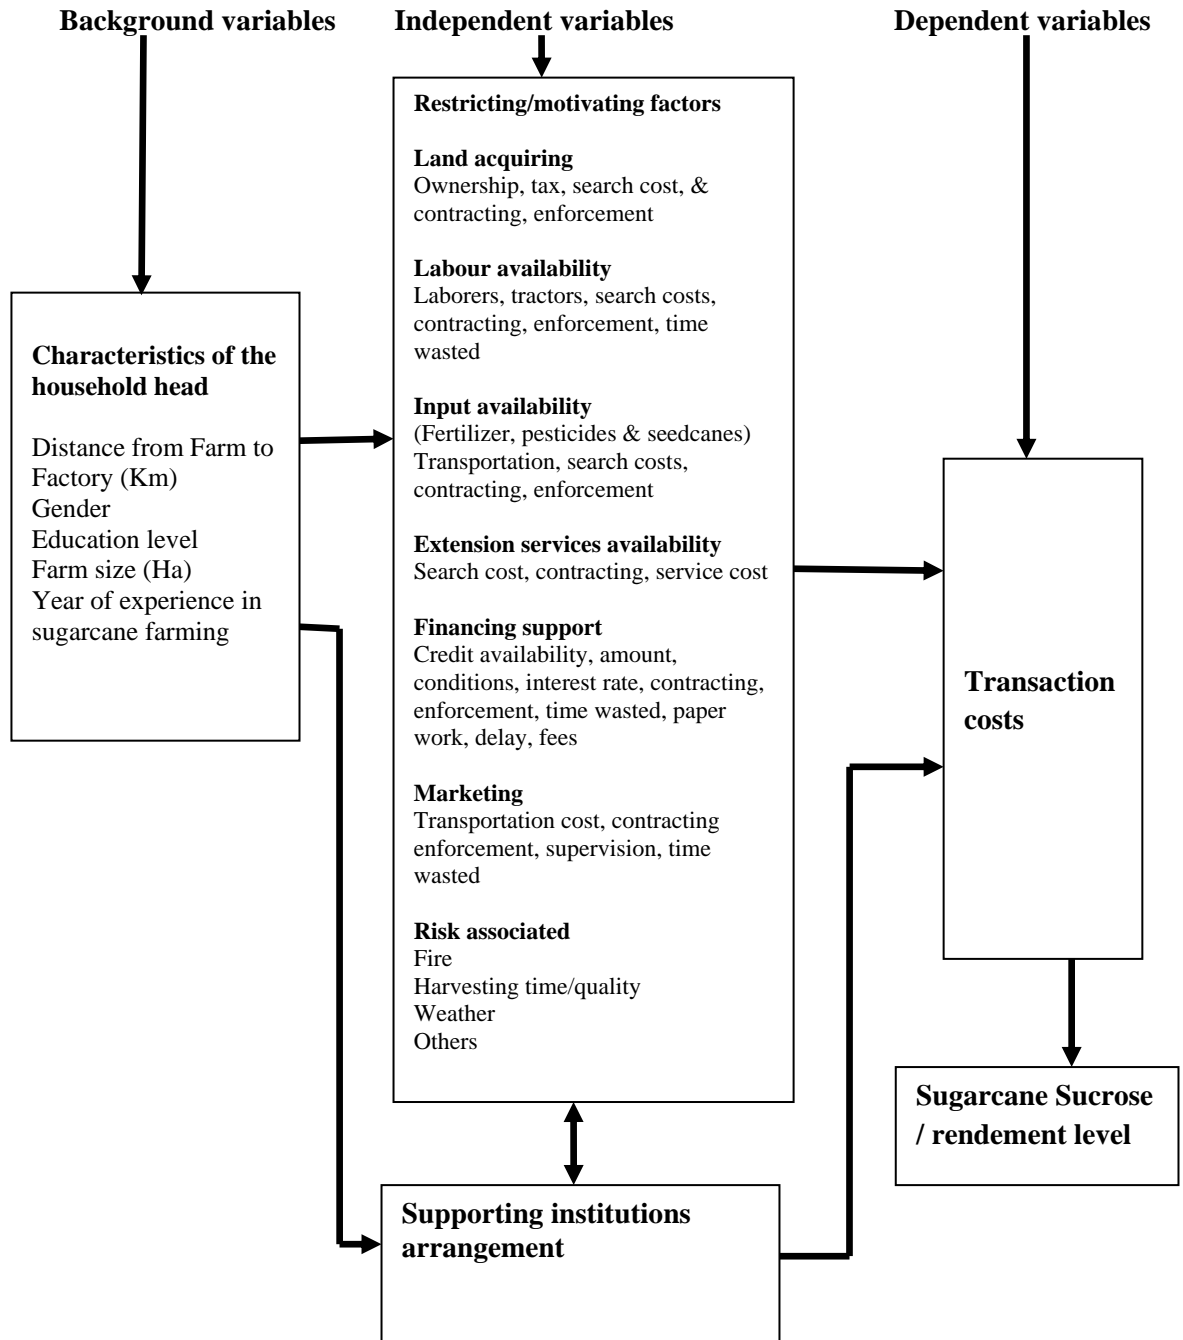 Background variables
Independent variables
Dependent variables
Characteristics of the
household head
Distance from Farm to
Factory (Km)
Gender
Education level
Farm size (Ha)
Year of experience in
sugarcane farming
Restricting/motivating factors
Land acquiring
Ownership, tax, search cost, &
contracting, enforcement
Labour availability
Laborers, tractors, search costs,
contracting, enforcement, time
wasted
Input availability
(Fertilizer, pesticides & seedcanes)
Transportation, search costs,
contracting, enforcement
Extension services availability
Search cost, contracting, service cost
Financing support
Credit availability, amount,
conditions, interest rate, contracting,
enforcement, time wasted, paper
work, delay, fees
Marketing
Transportation cost, contracting
enforcement, supervision, time
wasted
Risk associated
Fire
Harvesting time/quality
Weather
Others
Supporting institutions
arrangement
Transaction
costs
Sugarcane Sucrose
/ rendement level